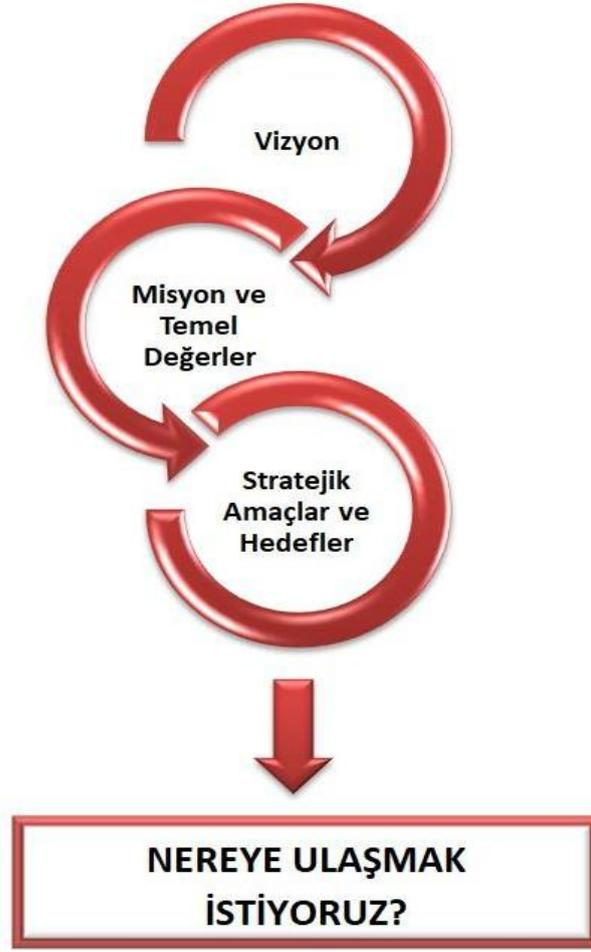 Vizyon
Misyon ve
Temel
Değerler
Stratejik
Amaçlar ve
Hedefler
NEREYE ULAŞMAK
İSTİYORUZ?